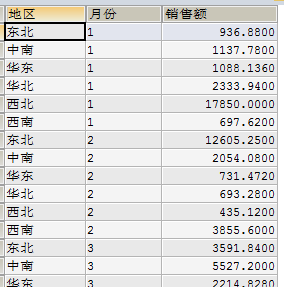 地区 月份 销售额
东北 1 936.8800
中南 1 1137.7800
华东 1 1088.1360
华北 1 2333.9400
西北 1 17850.0000
西南 1 697.6200
东北 2 12605.2500
中南 2 2054.0800
华东 2 731.4720
华北 2 693.2800
西北 2 435.1200
西南 2 3855.6000
东北 3 3591.8400
中南 3 5527.2000
华东 3 2214.8280